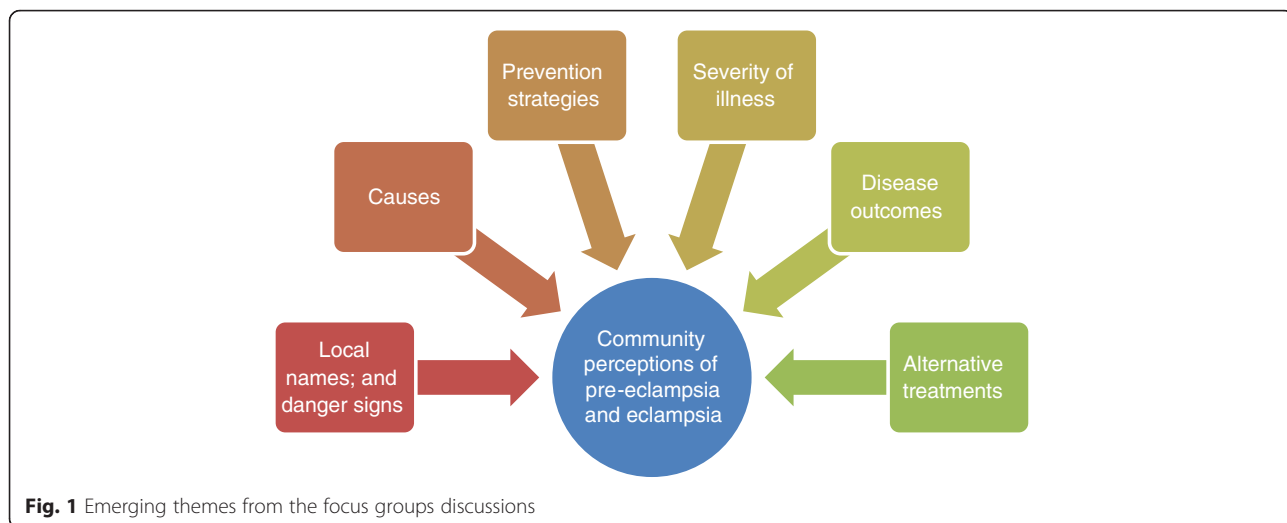 Prevention
strategies
Severity of
illness
Causes
Disease
outcomes
Local
names; and
danger signs
Community
perceptions of
pre-eclampsia
and eclampsia
Alternative
treatments
Fig. 1 Emerging themes from the focus groups discussions